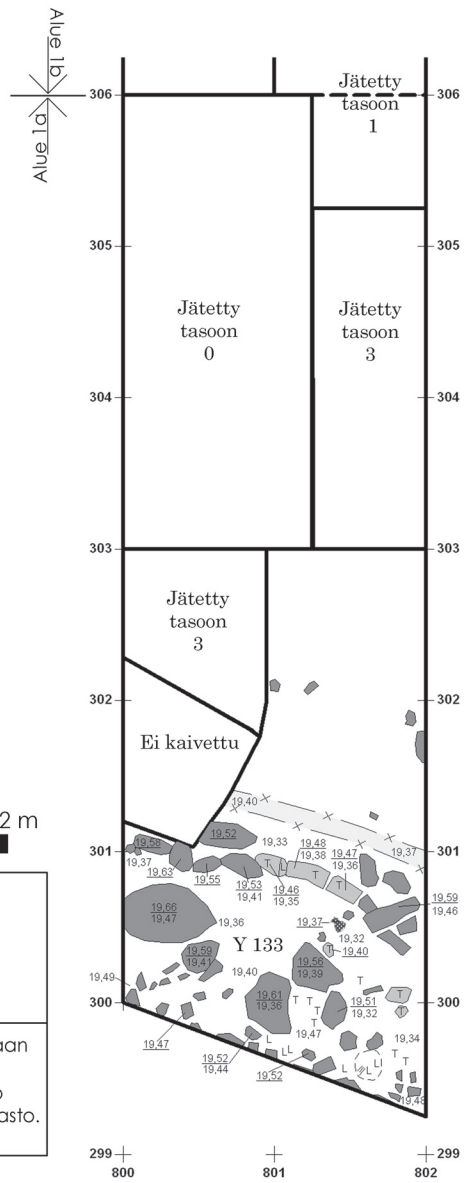 Alue 1b
Alue 1a
306
306
Jätetty
tasoon
1
305
305
Jätetty
tasoon
0
Jätetty
tasoon
3
304
304
303
303
Jätetty
tasoon
3
302
302
Ei kaivettu
2 m
19,40
301
301
19,58
19,52
19,33
19,48
19,38
19,47
19,36
19,37
19,37
19,63
19,55
19,53
19,41
T
L
T
T
19,46
19,35
19,59
19,46
19,66
19,47
19,36
19,37
Y 133
19,32
T
19,40
19,59
19,41
19,56
19,39
19,49
19,40
19,61
19,36
T
T
T
T
T
300
300
19,51
19,32
T
T
19,47
19,47
19,34
19,52
19,44
L
L
L
19,52
L
L
L
L
T
T
T
19,48
aan
o
asto.
299
299
800
801
802